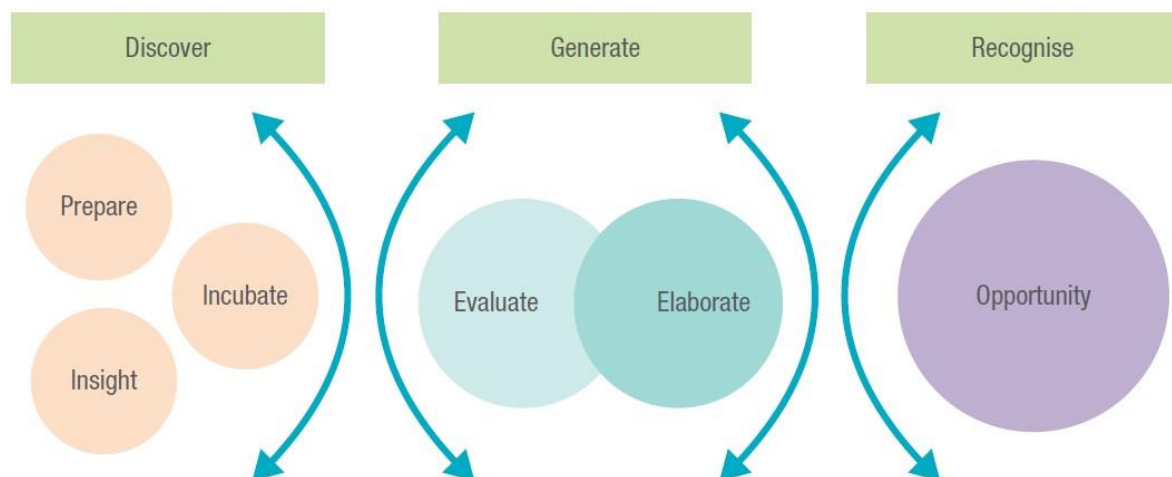 Discover
Generate
Recognise
Prepare
Incubate
Insight
Evaluate
Elaborate
Opportunity